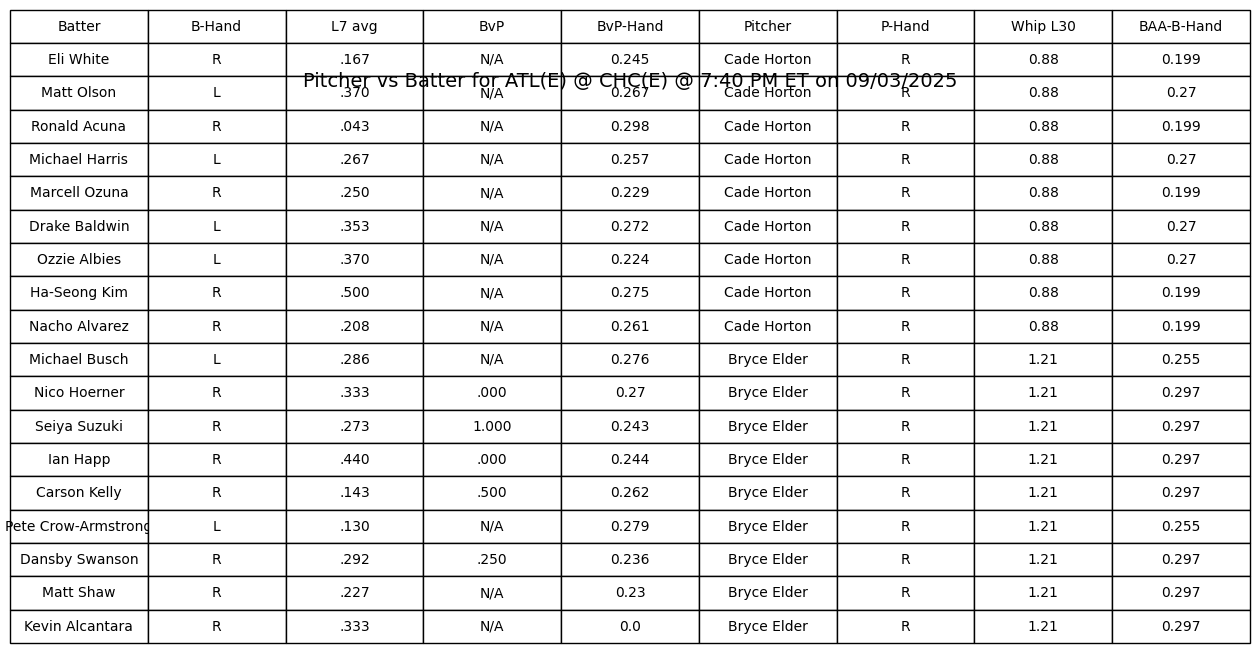 Batter B-Hand L7 avg BvP BvP-Hand Pitcher P-Hand Whip L30 BAA-B-Hand
Eli White R .167 N/A 0.245 Cade Horton R 0.88 0.199
Pitcher vs Batter for ATL(E) @ CHC(E) @ 7:40 PM ET on 09/03/2025
Matt Olson L .370 N/A 0.267 Cade Horton R 0.88 0.27
Ronald Acuna R .043 N/A 0.298 Cade Horton R 0.88 0.199
Michael Harris L .267 N/A 0.257 Cade Horton R 0.88 0.27
Marcell Ozuna R .250 N/A 0.229 Cade Horton R 0.88 0.199
Drake Baldwin L .353 N/A 0.272 Cade Horton R 0.88 0.27
Ozzie Albies L .370 N/A 0.224 Cade Horton R 0.88 0.27
Ha-Seong Kim R .500 N/A 0.275 Cade Horton R 0.88 0.199
Nacho Alvarez R .208 N/A 0.261 Cade Horton R 0.88 0.199
Michael Busch L .286 N/A 0.276 Bryce Elder R 1.21 0.255
Nico Hoerner R .333 .000 0.27 Bryce Elder R 1.21 0.297
Seiya Suzuki R .273 1.000 0.243 Bryce Elder R 1.21 0.297
Ian Happ R .440 .000 0.244 Bryce Elder R 1.21 0.297
Carson Kelly R .143 .500 0.262 Bryce Elder R 1.21 0.297
Pete Crow-Armstrong L .130 N/A 0.279 Bryce Elder R 1.21 0.255
Dansby Swanson R .292 .250 0.236 Bryce Elder R 1.21 0.297
Matt Shaw R .227 N/A 0.23 Bryce Elder R 1.21 0.297
Kevin Alcantara R .333 N/A 0.0 Bryce Elder R 1.21 0.297